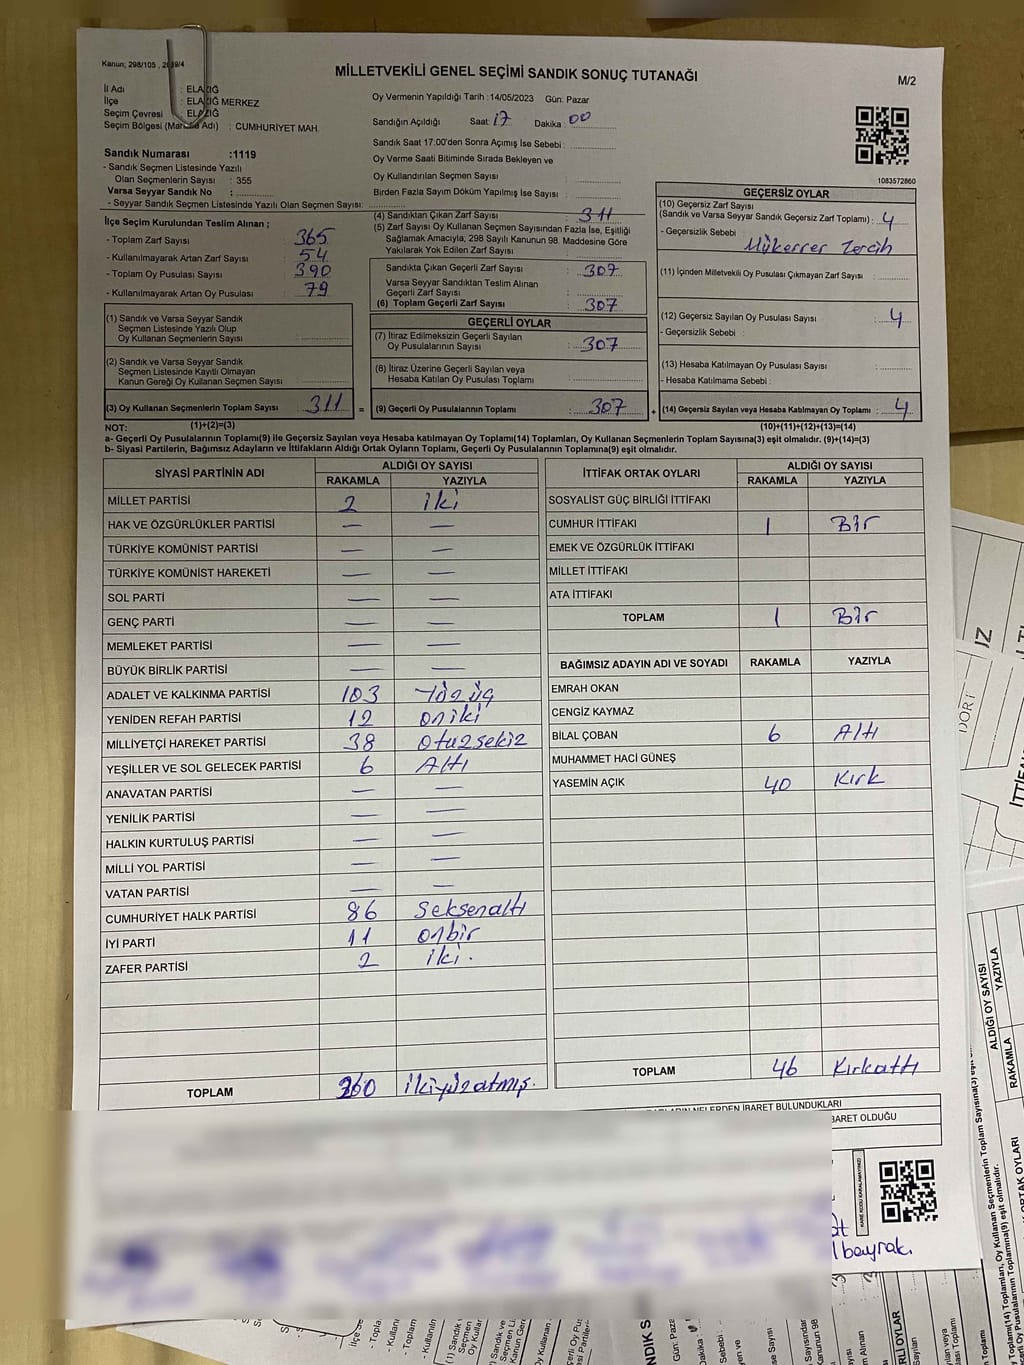 Kanun; 298/105 , 2839/4
MİLLETVEKİLİ GENEL SEÇİMİ SANDIK SONUÇ TUTANAĞI
M/2
İl Adı : ELAZIĞ
İlçe : ELAZIĞ MERKEZ
Seçim Çevresi : ELAZIĞ
Seçim Bölgesi (Mahalle Adı) : CUMHURİYET MAH.
Sandık Numarası :1119
- Sandık Seçmen Listesinde Yazılı
Olan Seçmenlerin Sayısı : 355
Varsa Seyyar Sandık No :
- Seyyar Sandık Seçmen Listesinde Yazılı Olan Seçmen Sayısı:
İlçe Seçim Kurulundan Teslim Alınan ;
- Toplam Zarf Sayısı 365
- Kullanılmayarak Artan Zarf Sayısı 54
- Toplam Oy Pusulası Sayısı 390
- Kullanılmayarak Artan Oy Pusulası 79
(1) Sandık ve Varsa Seyyar Sandık
Seçmen Listesinde Yazılı Olup
Oy Kullanan Seçmenlerin Sayısı :
(2) Sandık ve Varsa Seyyar Sandık
Seçmen Listesinde Kayıtlı Olmayan
Kanun Gereği Oy Kullanan Seçmen Sayısı :
(3) Oy Kullanan Seçmenlerin Toplam Sayısı : 311 =
(1)+(2)=(3)
Oy Vermenin Yapıldığı Tarih :14/05/2023 Gün: Pazar
Sandığın Açıldığı Saat: 17 Dakika : 00
Sandık Saat 17:00'den Sonra Açımış İse Sebebi :
Oy Verme Saati Bitiminde Sırada Bekleyen ve
Oy Kullandırılan Seçmen Sayısı :
Birden Fazla Sayım Döküm Yapılmış İse Sayısı :
(4) Sandıktan Çıkan Zarf Sayısı : 311
(5) Zarf Sayısı Oy Kullanan Seçmen Sayısından Fazla İse, Eşitliği
Sağlamak Amacıyla; 298 Sayılı Kanunun 98. Maddesine Göre
Yakılarak Yok Edilen Zarf Sayısı :
Sandıkta Çıkan Geçerli Zarf Sayısı : 307
Varsa Seyyar Sandıktan Teslim Alınan
Geçerli Zarf Sayısı :
(6) Toplam Geçerli Zarf Sayısı : 307
GEÇERLİ OYLAR
(7) İtiraz Edilmeksizin Geçerli Sayılan
Oy Pusulalarının Sayısı : 307
(8) İtiraz Üzerine Geçerli Sayılan veya
Hesaba Katılan Oy Pusulası Toplamı :
(9) Geçerli Oy Pusulalarının Toplamı : 307 +
1083572860
GEÇERSİZ OYLAR
(10) Geçersiz Zarf Sayısı
(Sandık ve Varsa Seyyar Sandık Geçersiz Zarf Toplamı) : 4
- Geçersizlik Sebebi : Mükerrer Tercih
(11) İçinden Milletvekili Oy Pusulası Çıkmayan Zarf Sayısı :
(12) Geçersiz Sayılan Oy Pusulası Sayısı : 4
- Geçersizlik Sebebi :
(13) Hesaba Katılmayan Oy Pusulası Sayısı :
- Hesaba Katılmama Sebebi :
(14) Geçersiz Sayılan veya Hesaba Katılmayan Oy Toplamı : 4
(10)+(11)+(12)+(13)=(14)
NOT:
a- Geçerli Oy Pusulalarının Toplamı(9) ile Geçersiz Sayılan veya Hesaba katılmayan Oy Toplamı(14) Toplamları, Oy Kullanan Seçmenlerin Toplam Sayısına(3) eşit olmalıdır. (9)+(14)=(3)
b- Siyasi Partilerin, Bağımsız Adayların ve İttifakların Aldığı Ortak Oyların Toplamı, Geçerli Oy Pusulalarının Toplamına(9) eşit olmalıdır.
SİYASİ PARTİNİN ADI ALDIĞI OY SAYISI
RAKAMLA YAZIYLA
MİLLET PARTİSİ 2 iki
HAK VE ÖZGÜRLÜKLER PARTİSİ — —
TÜRKİYE KOMÜNİST PARTİSİ — —
TÜRKİYE KOMÜNİST HAREKETİ — —
SOL PARTİ — —
GENÇ PARTİ — —
MEMLEKET PARTİSİ — —
BÜYÜK BİRLİK PARTİSİ — —
ADALET VE KALKINMA PARTİSİ 103 Yüzüç
YENİDEN REFAH PARTİSİ 12 oniki
MİLLİYETÇİ HAREKET PARTİSİ 38 otuzsekiz
YEŞİLLER VE SOL GELECEK PARTİSİ 6 Altı
ANAVATAN PARTİSİ — —
YENİLİK PARTİSİ — —
HALKIN KURTULUŞ PARTİSİ — —
MİLLİ YOL PARTİSİ — —
VATAN PARTİSİ — —
CUMHURİYET HALK PARTİSİ 86 Seksenaltı
İYİ PARTİ 11 onbir
ZAFER PARTİSİ 2 iki.
TOPLAM 260 ikiyüzatmış.
İTTİFAK ORTAK OYLARI ALDIĞI OY SAYISI
RAKAMLA YAZIYLA
SOSYALİST GÜÇ BİRLİĞİ İTTİFAKI
CUMHUR İTTİFAKI 1 Bir
EMEK VE ÖZGÜRLÜK İTTİFAKI
MİLLET İTTİFAKI
ATA İTTİFAKI
TOPLAM 1 Bir
BAĞIMSIZ ADAYIN ADI VE SOYADI RAKAMLA YAZIYLA
EMRAH OKAN
CENGİZ KAYMAZ
BİLAL ÇOBAN 6 Altı
MUHAMMET HACİ GÜNEŞ
YASEMİN AÇIK 40 Kırk
TOPLAM 46 Kırkaltı
NELERDEN İBARET BULUNDUKLARI
BARET OLDUĞU
bayrak.
DÖRT
ALDIĞI OY SAYISI
RAKAMLA YAZIYLA